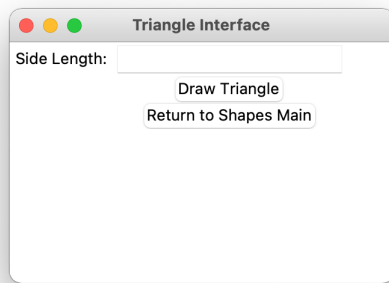 Triangle Interface
Side Length:
Draw Triangle
Return to Shapes Main